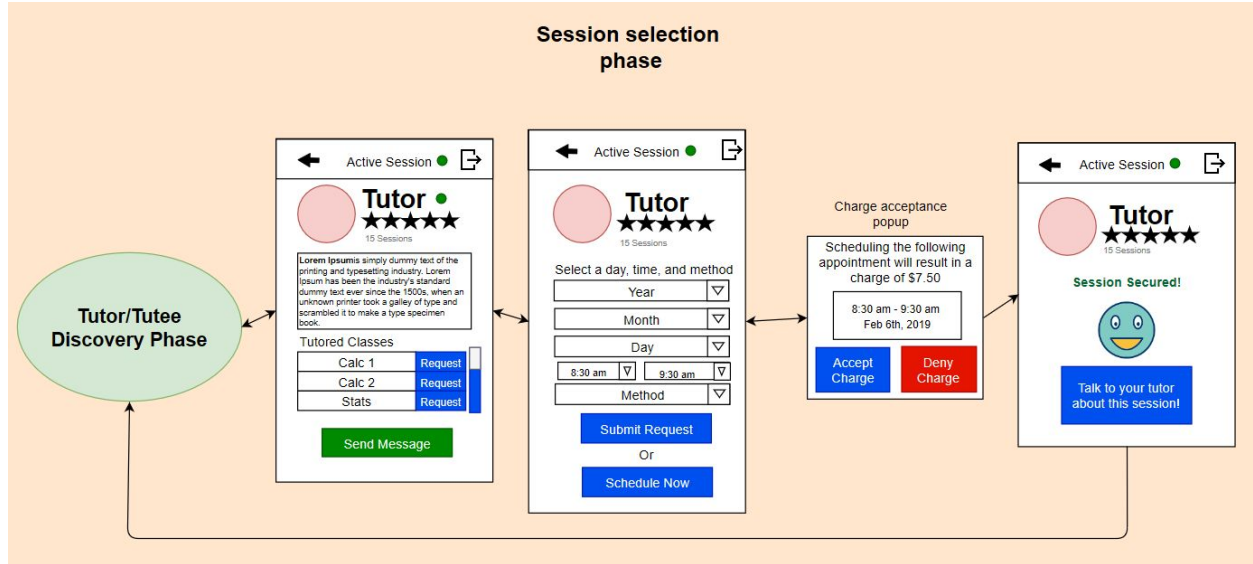 Session selection
phase
Tutor/Tutee
Discovery Phase
Active Session
Tutor
15 Sessions
Lorem Ipsumis simply dummy text of the
printing and typesetting industry. Lorem
Ipsum has been the industry's standard
dummy text ever since the 1500s, when an
unknown printer took a galley of type and
scrambled it to make a type specimen
book.
Tutored Classes
Calc 1 Request
Calc 2 Request
Stats Request
Send Message
Active Session
Tutor
15 Sessions
Select a day, time, and method
Year
Month
Day
8:30 am 9:30 am
Method
Submit Request
Or
Schedule Now
Charge acceptance
popup
Scheduling the following
appointment will result in a
charge of $7.50
8:30 am - 9:30 am
Feb 6th, 2019
Accept
Charge
Deny
Charge
Active Session
Tutor
15 Sessions
Session Secured!
Talk to your tutor
about this session!